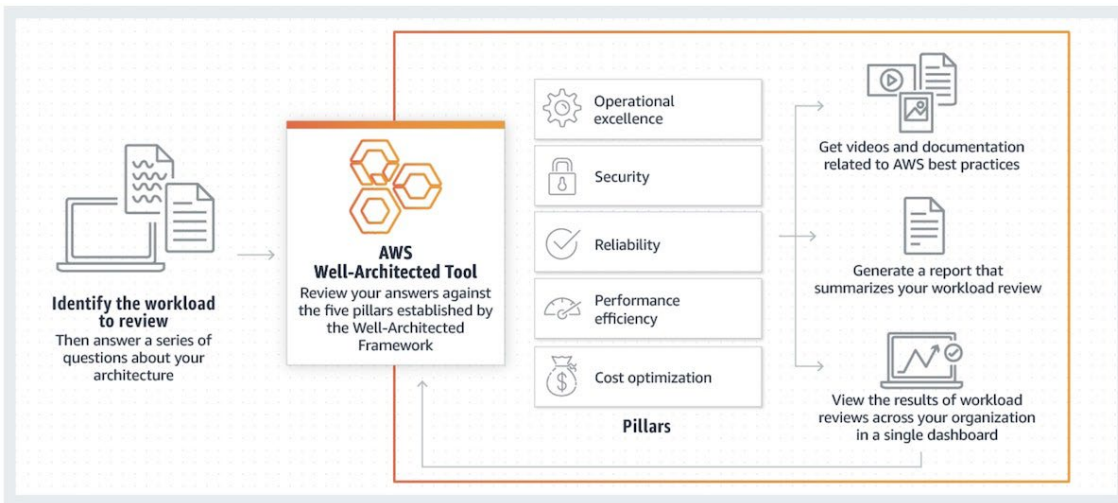 Identify the workload
to review
Then answer a series of
questions about your
architecture
AWS
Well-Architected Tool
Review your answers against
the five pillars established by
the Well-Architected
Framework
Operational
excellence
Security
Reliability
Performance
efficiency
Cost optimization
Pillars
Get videos and documentation
related to AWS best practices
Generate a report that
summarizes your workload review
View the results of workload
reviews across your organization
in a single dashboard